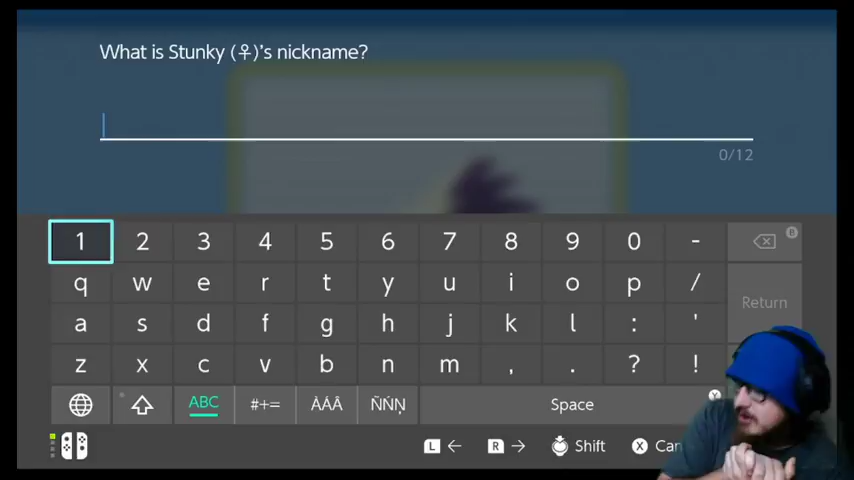 What is Stunky (♀)'s nickname?
0/12
1 2 3 4 5 6 7 8 9 0 - B
q w e r t y u i o p /
Return
a s d f g h j k l : '
z x c v b n m , . ? !
ABC #+= ÀÁÂ ÑŃŅ Space Y
L ← R → Shift X